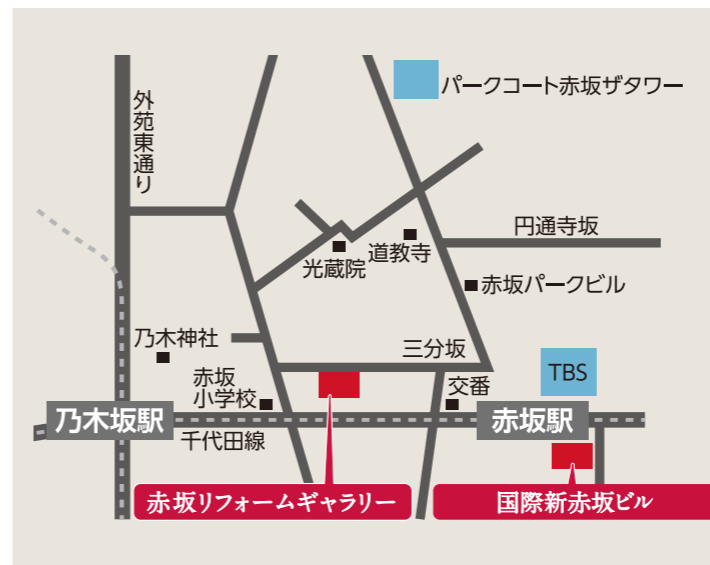 パークコート赤坂ザタワー
外苑東通り
円通寺坂
道教寺
光蔵院
赤坂パークビル
乃木神社
三分坂
TBS
赤坂
小学校
交番
乃木坂駅
赤坂駅
千代田線
赤坂リフォームギャラリー
国際新赤坂ビル